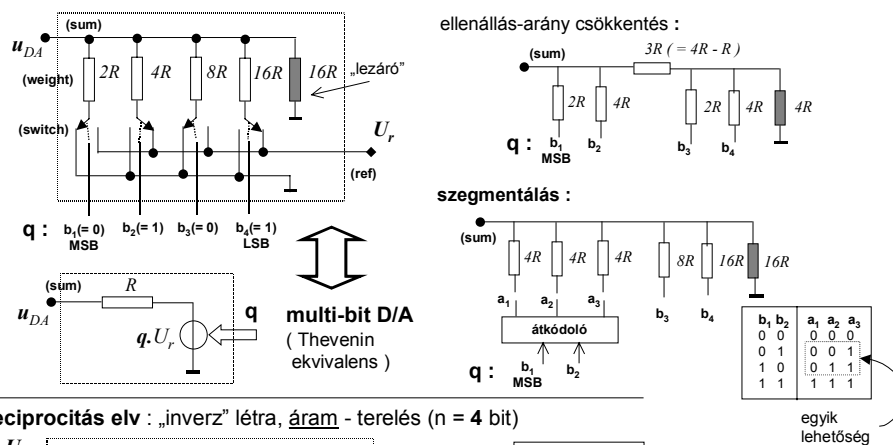 (sum)
u_DA
(weight)
2R 4R 8R 16R 16R
„lezáró”
(switch)
U_r
(ref)
q : b₁(= 0) b₂(= 1) b₃(= 0) b₄(= 1)
MSB LSB
(sum)
R
u_DA
q.U_r
q
multi-bit D/A
( Thevenin
ekvivalens )
ellenállás-arány csökkentés :
3R ( = 4R - R )
(sum)
2R 4R 2R 4R 4R
q : b₁ b₂ b₃ b₄
MSB
szegmentálás :
(sum)
4R 4R 4R 8R 16R 16R
a₁ a₂ a₃
b₃ b₄
átkódoló
q : b₁ b₂
MSB
b₁ b₂ a₁ a₂ a₃
0 0 0 0 0
0 1 0 0 1
1 0 0 1 1
1 1 1 1 1
egyik
lehetőség
eciprocitás elv : „inverz” létra, áram - terelés (n = 4 bit)